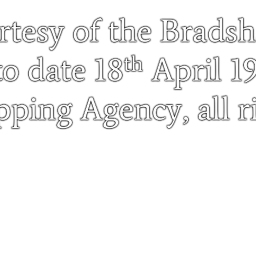 rtesy of the Bradsh
to date 18th April 19
pping Agency, all ri